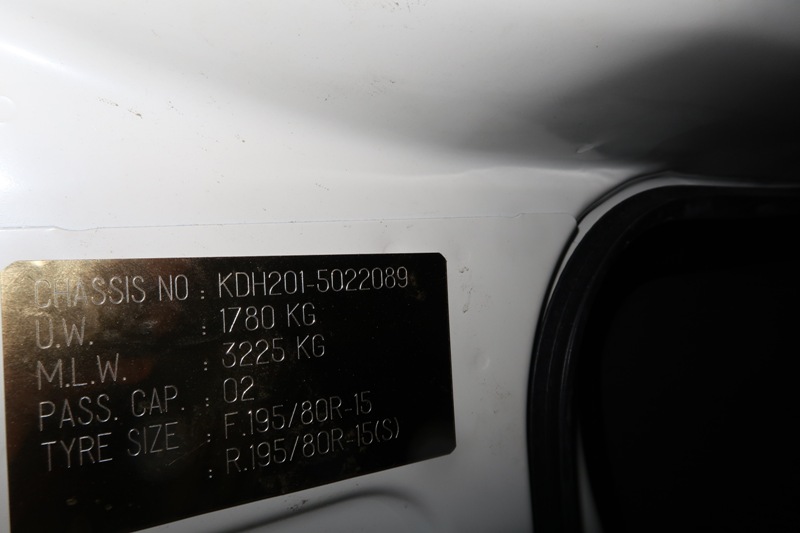 CHASSIS NO : KDH201-5022089
U.W. : 1780 KG
M.L.W. : 3225 KG
PASS. CAP. : 02
TYRE SIZE : F.195/80R-15
: R.195/80R-15(S)